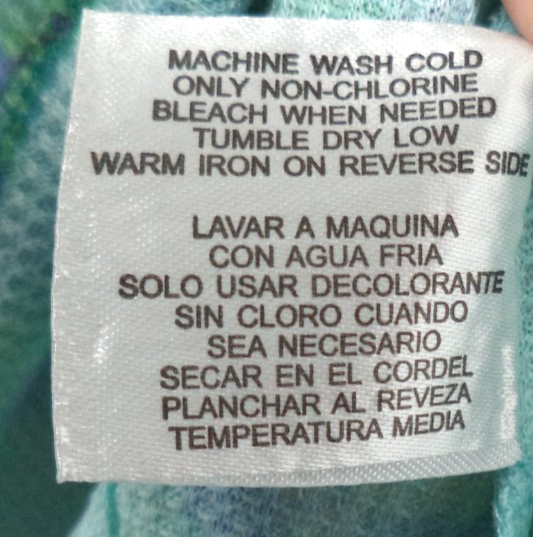 MACHINE WASH COLD
ONLY NON-CHLORINE
BLEACH WHEN NEEDED
TUMBLE DRY LOW
WARM IRON ON REVERSE SIDE
LAVAR A MAQUINA
CON AGUA FRIA
SOLO USAR DECOLORANTE
SIN CLORO CUANDO
SEA NECESARIO
SECAR EN EL CORDEL
PLANCHAR AL REVEZA
TEMPERATURA MEDIA